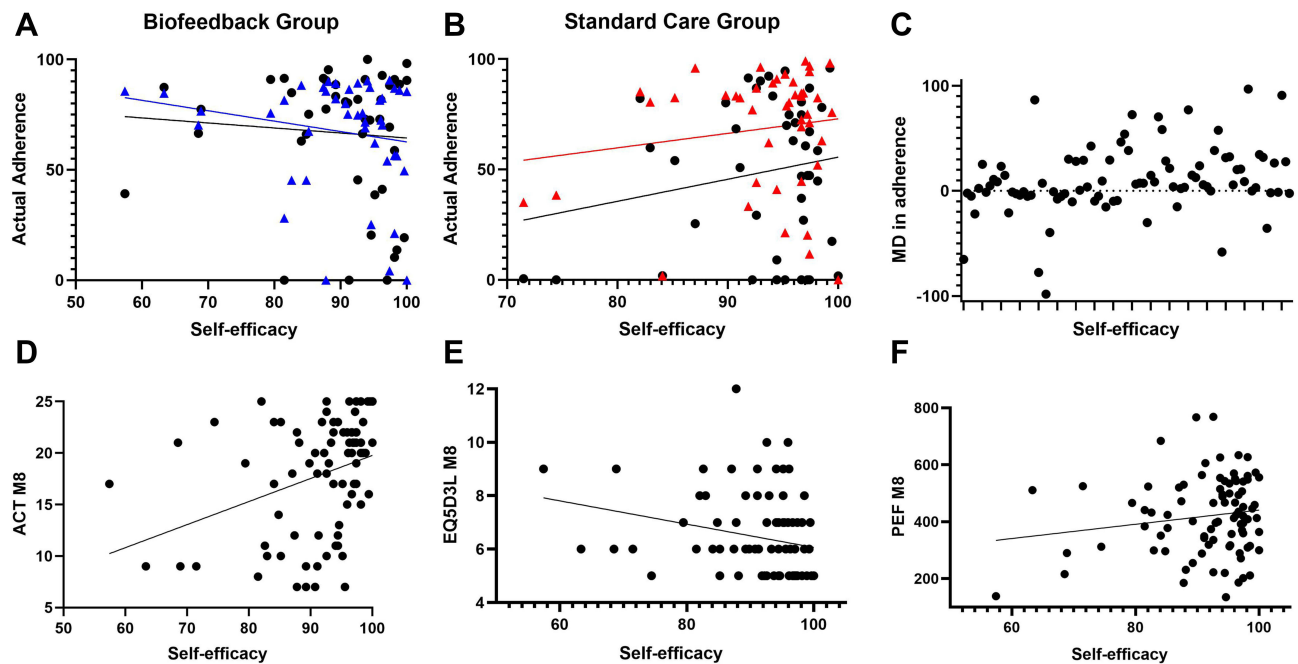 A
Biofeedback Group
Actual Adherence
100
50
0
50 60 70 80 90 100
Self-efficacy
B
Standard Care Group
Actual Adherence
100
50
0
70 80 90 100
Self-efficacy
C
MD in adherence
100
0
-100
Self-efficacy
D
ACT M8
25
20
15
10
5
50 60 70 80 90 100
Self-efficacy
E
EQ5D3L M8
12
10
8
6
4
60 80 100
Self-efficacy
F
PEF M8
800
600
400
200
60 80 100
Self-efficacy